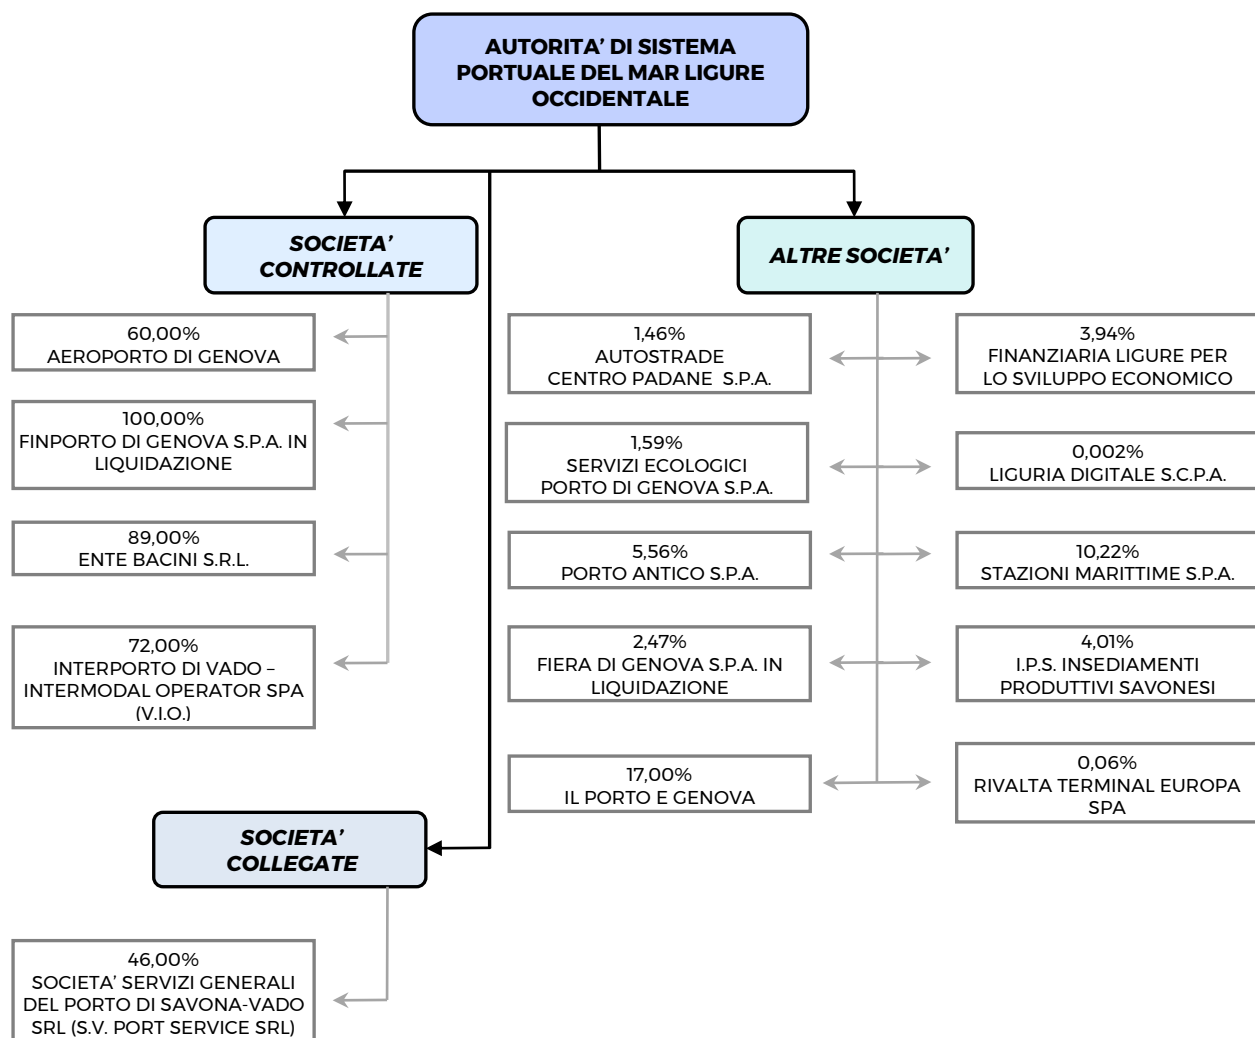 AUTORITA' DI SISTEMA
PORTUALE DEL MAR LIGURE
OCCIDENTALE
SOCIETA'
CONTROLLATE
60,00%
AEROPORTO DI GENOVA
100,00%
FINPORTO DI GENOVA S.P.A. IN
LIQUIDAZIONE
89,00%
ENTE BACINI S.R.L.
72,00%
INTERPORTO DI VADO –
INTERMODAL OPERATOR SPA
(V.I.O.)
SOCIETA'
COLLEGATE
46,00%
SOCIETA' SERVIZI GENERALI
DEL PORTO DI SAVONA-VADO
SRL (S.V. PORT SERVICE SRL)
ALTRE SOCIETA'
1,46%
AUTOSTRADE
CENTRO PADANE S.P.A.
1,59%
SERVIZI ECOLOGICI
PORTO DI GENOVA S.P.A.
5,56%
PORTO ANTICO S.P.A.
2,47%
FIERA DI GENOVA S.P.A. IN
LIQUIDAZIONE
17,00%
IL PORTO E GENOVA
3,94%
FINANZIARIA LIGURE PER
LO SVILUPPO ECONOMICO
0,002%
LIGURIA DIGITALE S.C.P.A.
10,22%
STAZIONI MARITTIME S.P.A.
4,01%
I.P.S. INSEDIAMENTI
PRODUTTIVI SAVONESI
0,06%
RIVALTA TERMINAL EUROPA
SPA